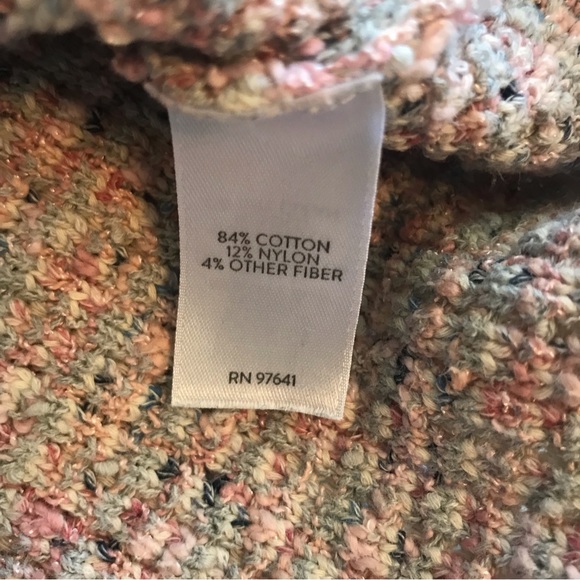 84% COTTON
12% NYLON
4% OTHER FIBER
RN 97641